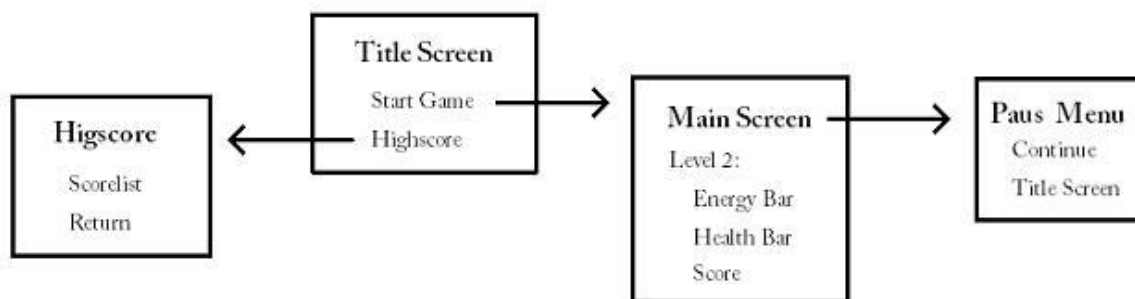 Title Screen
Start Game
Highscore
Higscore
Scorelist
Return
Main Screen
Level 2:
Energy Bar
Health Bar
Score
Paus Menu
Continue
Title Screen